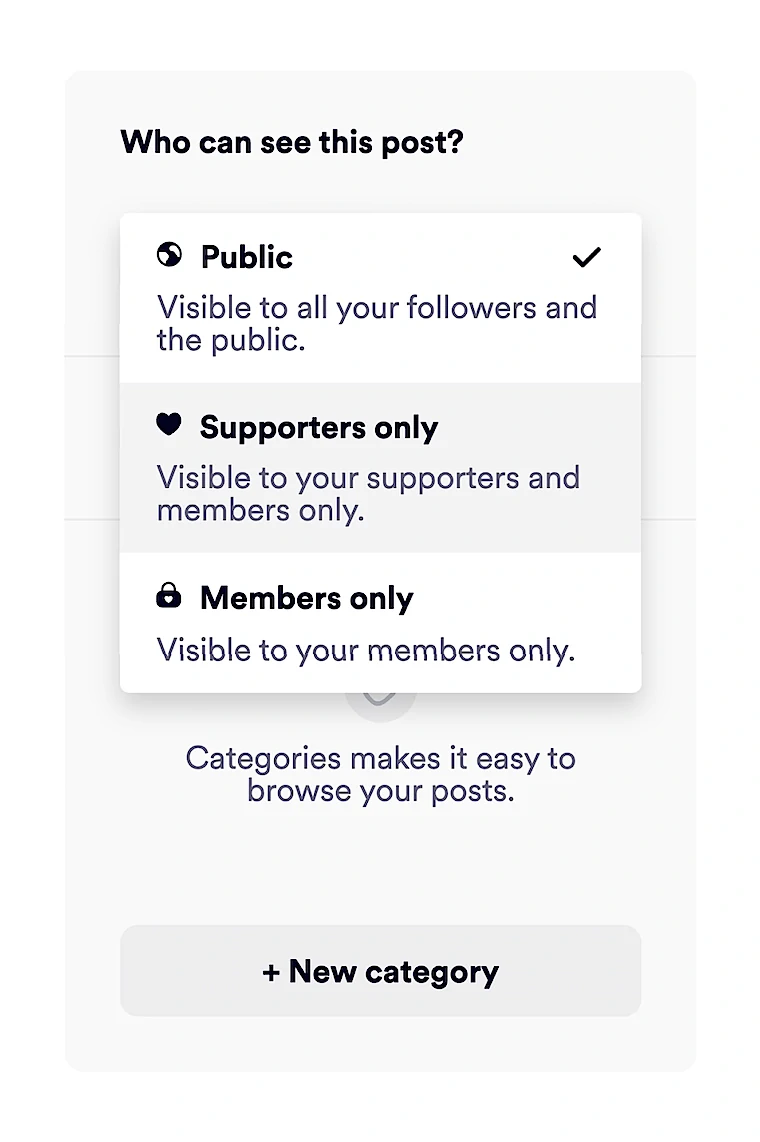 Who can see this post?
Public
Visible to all your followers and
the public.
Supporters only
Visible to your supporters and
members only.
Members only
Visible to your members only.
Categories makes it easy to
browse your posts.
+ New category